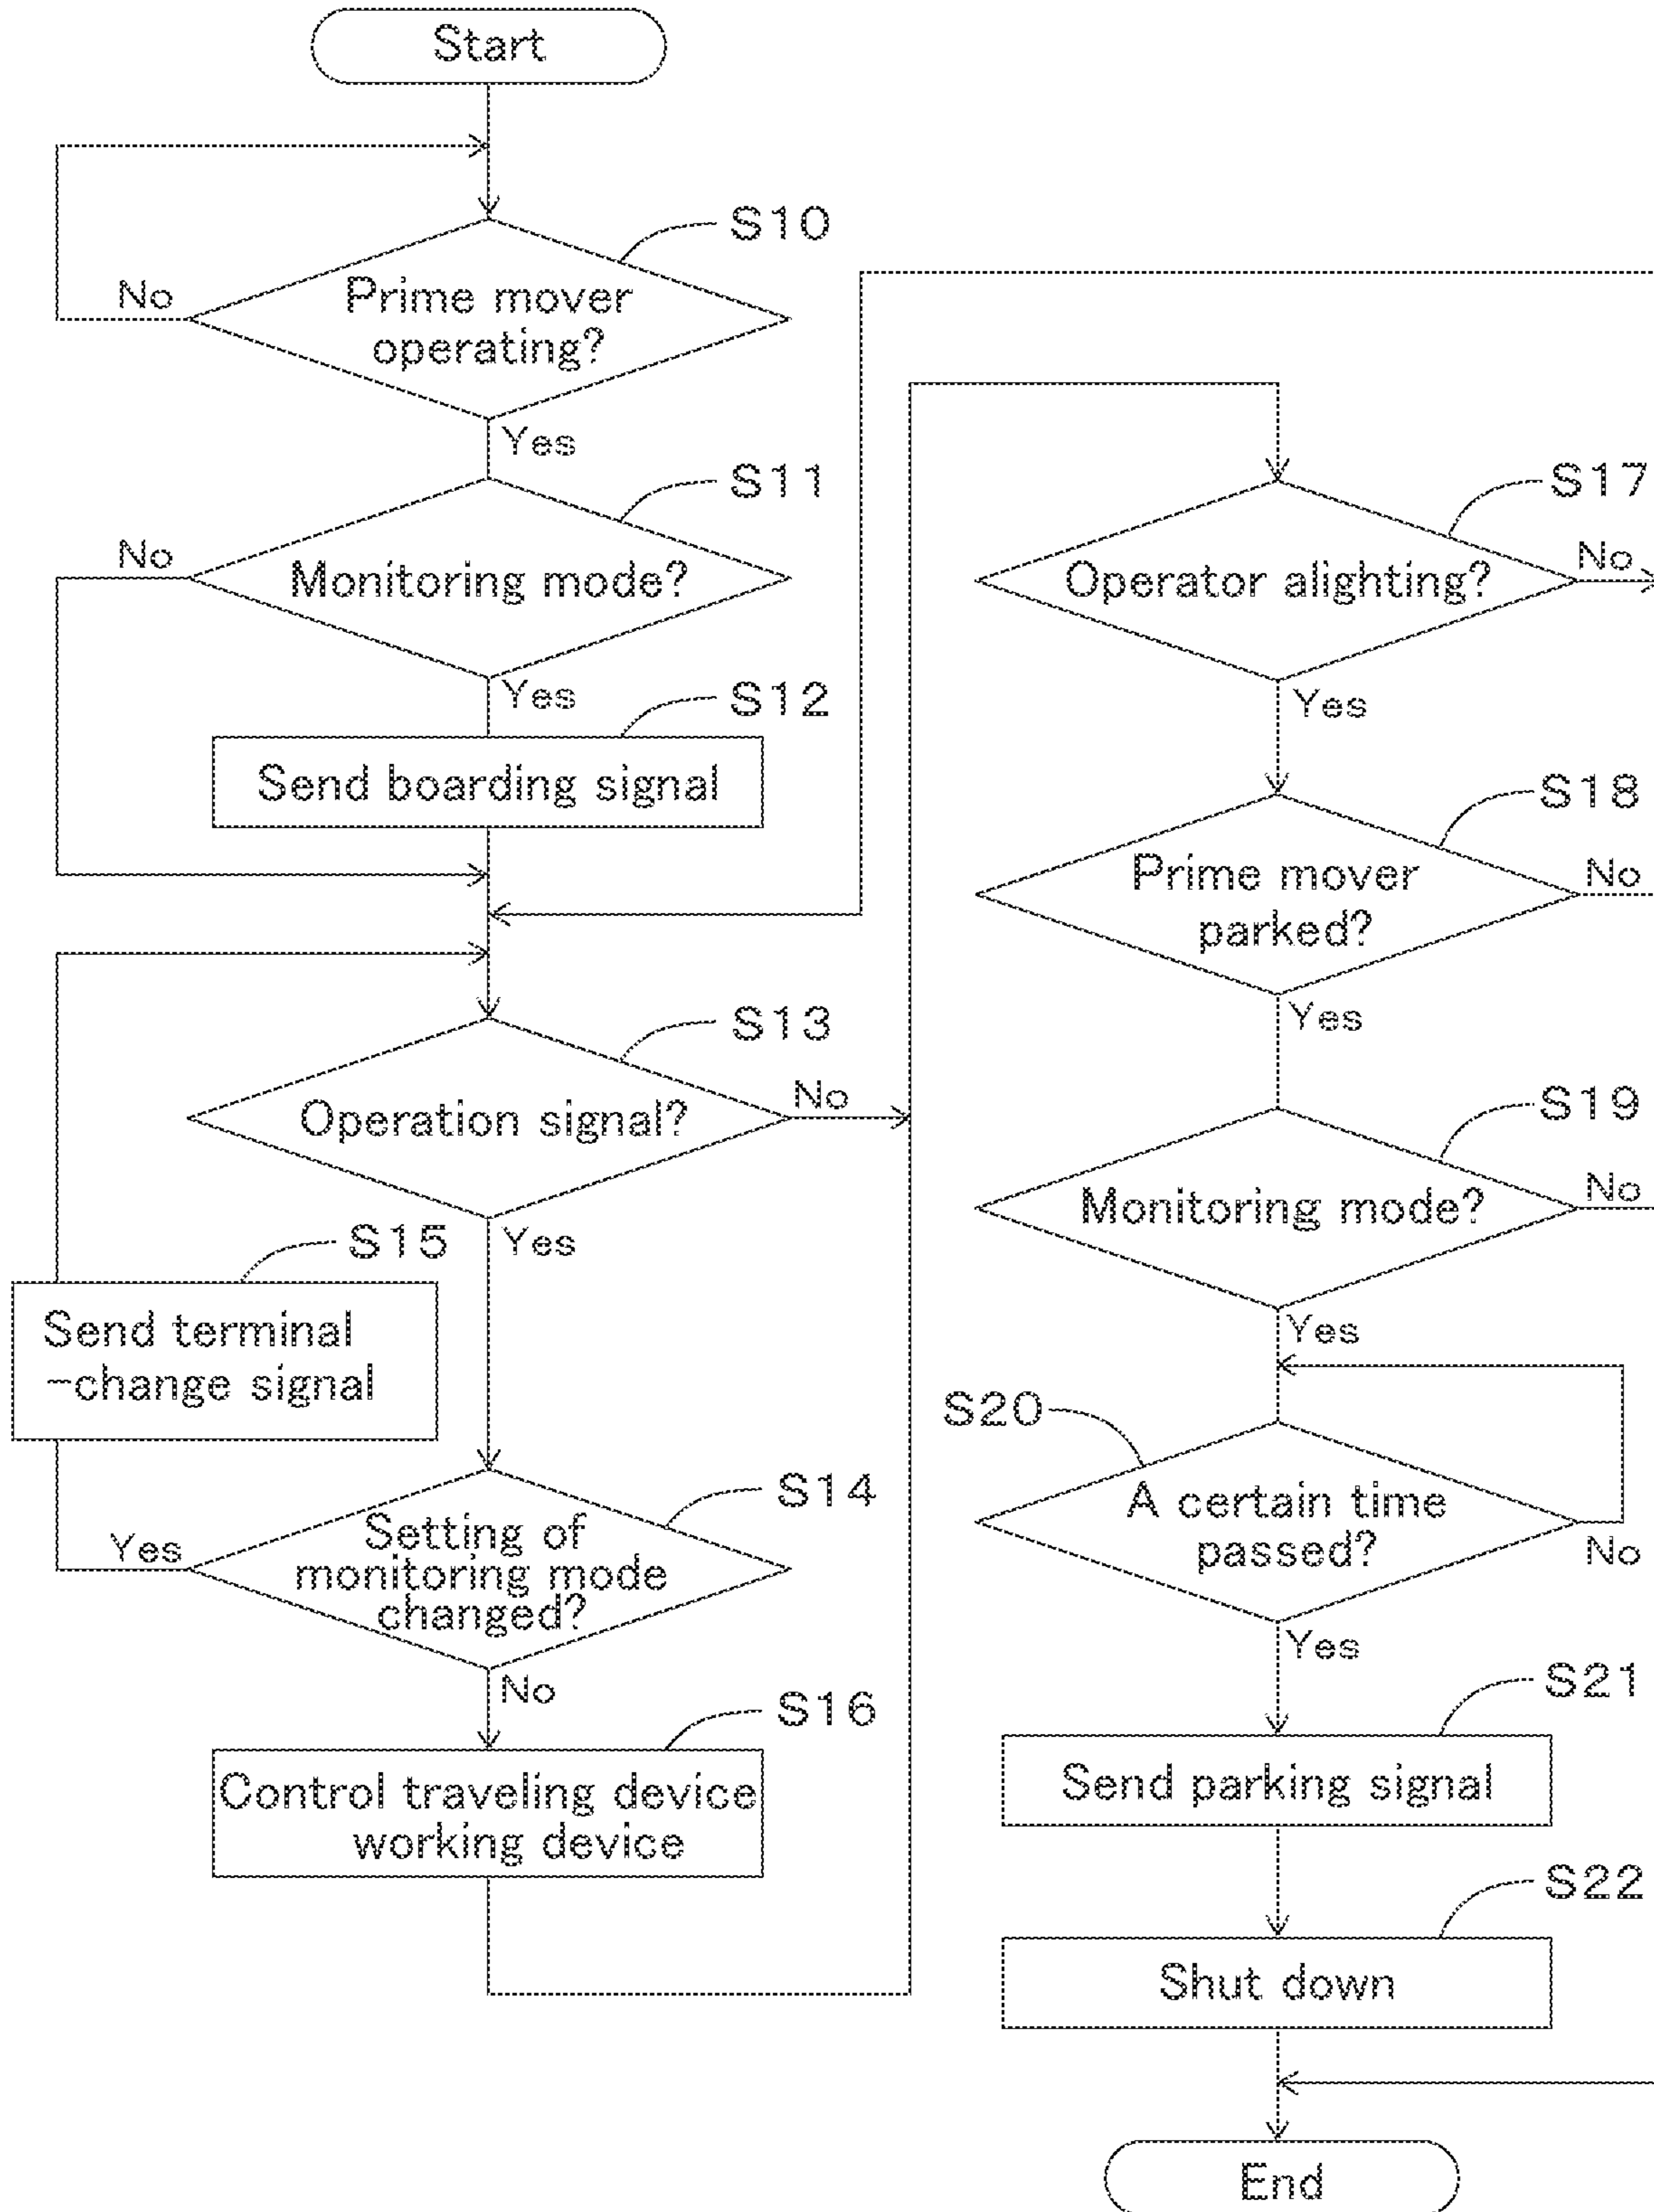 Start
S10
No
Prime mover
operating?
Yes
S11
No
Monitoring mode?
Yes
S12
Send boarding signal
S13
No
Operation signal?
Yes
S15
Send terminal
-change signal
S14
Yes
Setting of
monitoring mode
changed?
No
S16
Control traveling device
working device
S17
No
Operator alighting?
Yes
S18
No
Prime mover
parked?
Yes
S19
No
Monitoring mode?
Yes
S20
A certain time
passed?
No
Yes
S21
Send parking signal
S22
Shut down
End